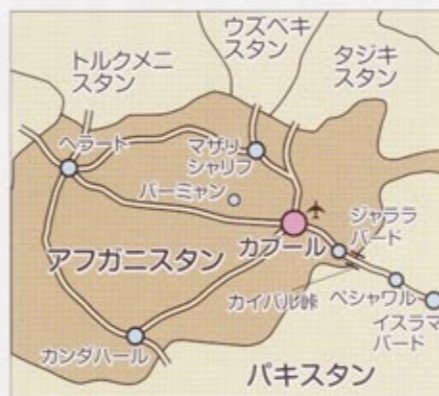 ウズベキ
スタン
トルクメニ
スタン
タジキ
スタン
ヘラート
マザリ
シャリフ
バーミヤン
ジャララ
バード
カブール
アフガニスタン
カイバル峠
ペシャワル
イスラマ
バード
カンダハール
パキスタン